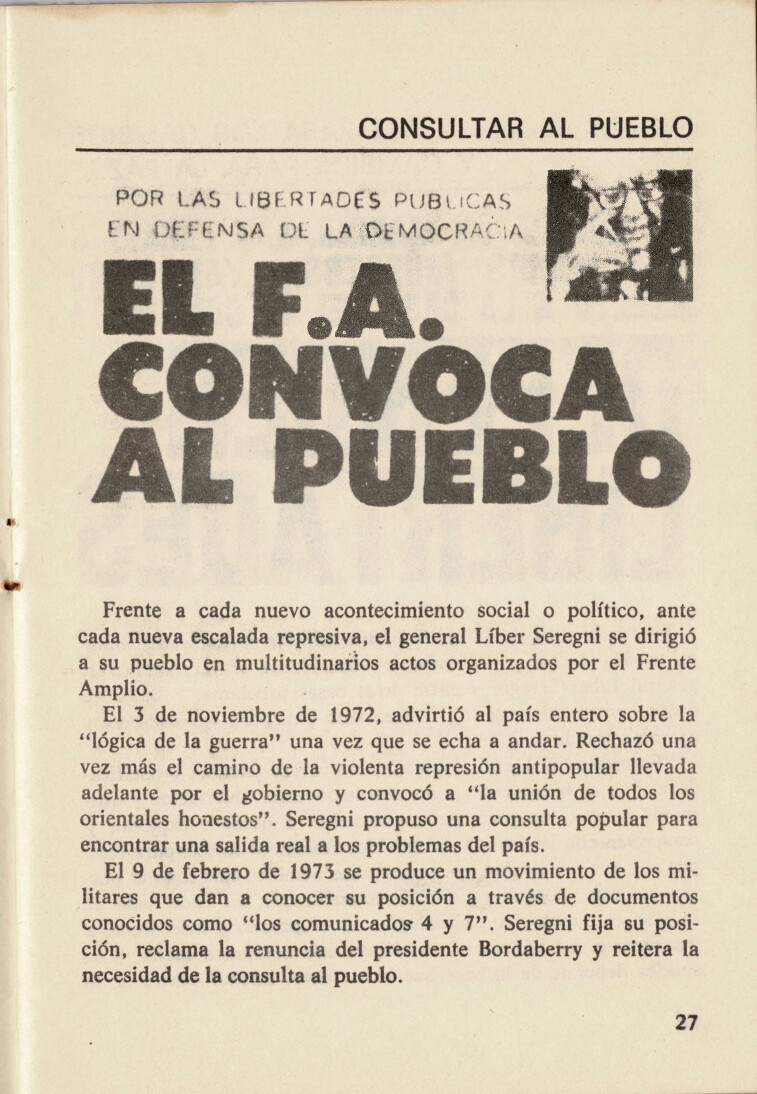 CONSULTAR AL PUEBLO
POR LAS LIBERTADES PUBLICAS
EN DEFENSA DE LA DEMOCRACIA
EL F.A.
CONVOCA
AL PUEBLO
Frente a cada nuevo acontecimiento social o político, ante
cada nueva escalada represiva, el general Líber Seregni se dirigió
a su pueblo en multitudinarios actos organizados por el Frente
Amplio.
El 3 de noviembre de 1972, advirtió al país entero sobre la
“lógica de la guerra” una vez que se echa a andar. Rechazó una
vez más el camino de la violenta represión antipopular llevada
adelante por el gobierno y convocó a “la unión de todos los
orientales honestos”. Seregni propuso una consulta popular para
encontrar una salida real a los problemas del país.
El 9 de febrero de 1973 se produce un movimiento de los mi-
litares que dan a conocer su posición a través de documentos
conocidos como “los comunicados 4 y 7”. Seregni fija su posi-
ción, reclama la renuncia del presidente Bordaberry y reitera la
necesidad de la consulta al pueblo.
27